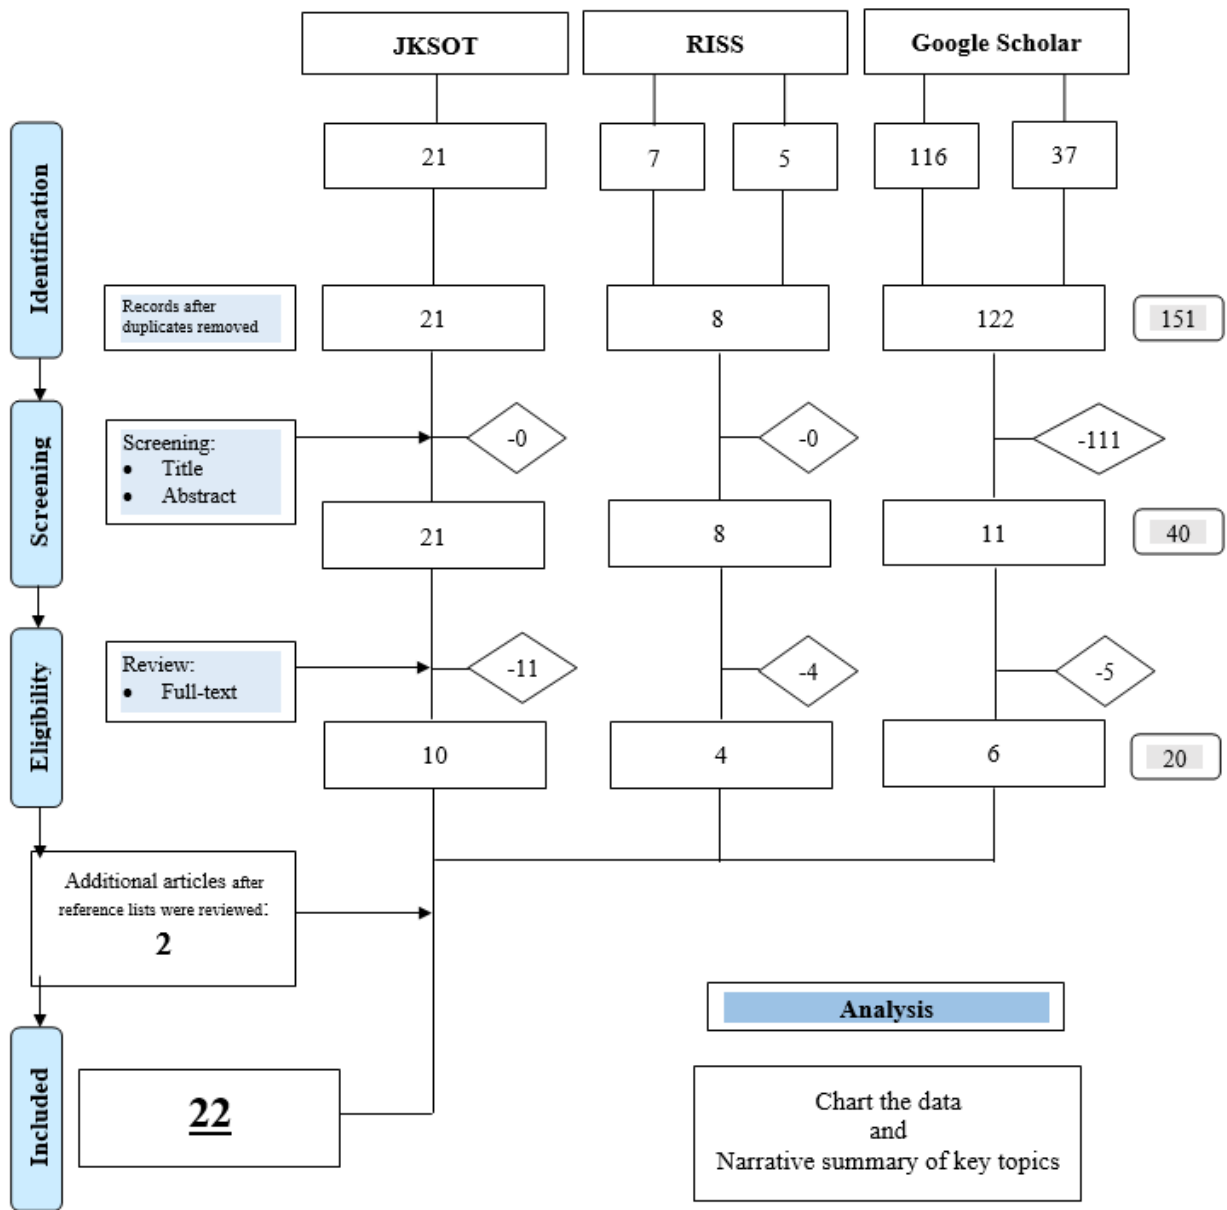 JKSOT
RISS
Google Scholar
21
7
5
116
37
Identification
Records after
duplicates removed
21
8
122
151
Screening
Screening:
• Title
• Abstract
-0
-0
-111
21
8
11
40
Eligibility
Review:
• Full-text
-11
-4
-5
10
4
6
20
Additional articles after
reference lists were reviewed:
2
Analysis
Included
22
Chart the data
and
Narrative summary of key topics